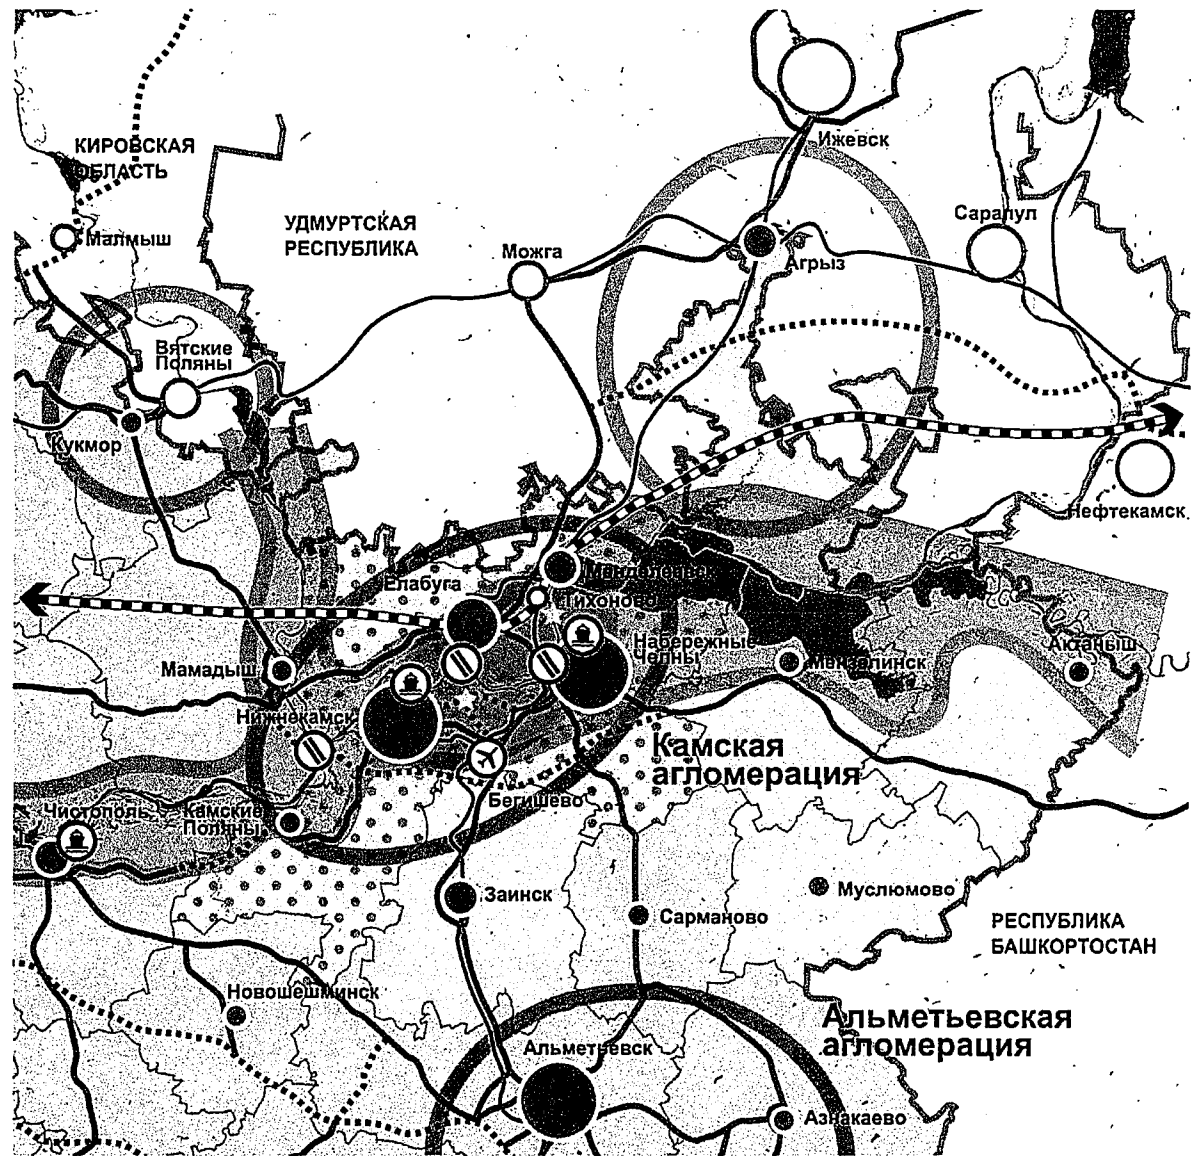 Ижевск
КИРОВСКАЯ
ОБЛАСТЬ
Малмыш
УДМУРТСКАЯ
РЕСПУБЛИКА
Можга
Сарапул
Агрыз
Вятские
Поляны
Кукмор
Нефтекамск
Елабуга
Менделеевск
Тихоново
Набережные
Челны
Мамадыш
Мензелинск
Актаныш
Нижнекамск
Камская
агломерация
Бегишево
Чистополь
Камские
Поляны
Заинск
Муслюмово
Сарманово
РЕСПУБЛИКА
БАШКОРТОСТАН
Новошешминск
Альметьевская
агломерация
Альметьевск
Азнакаево